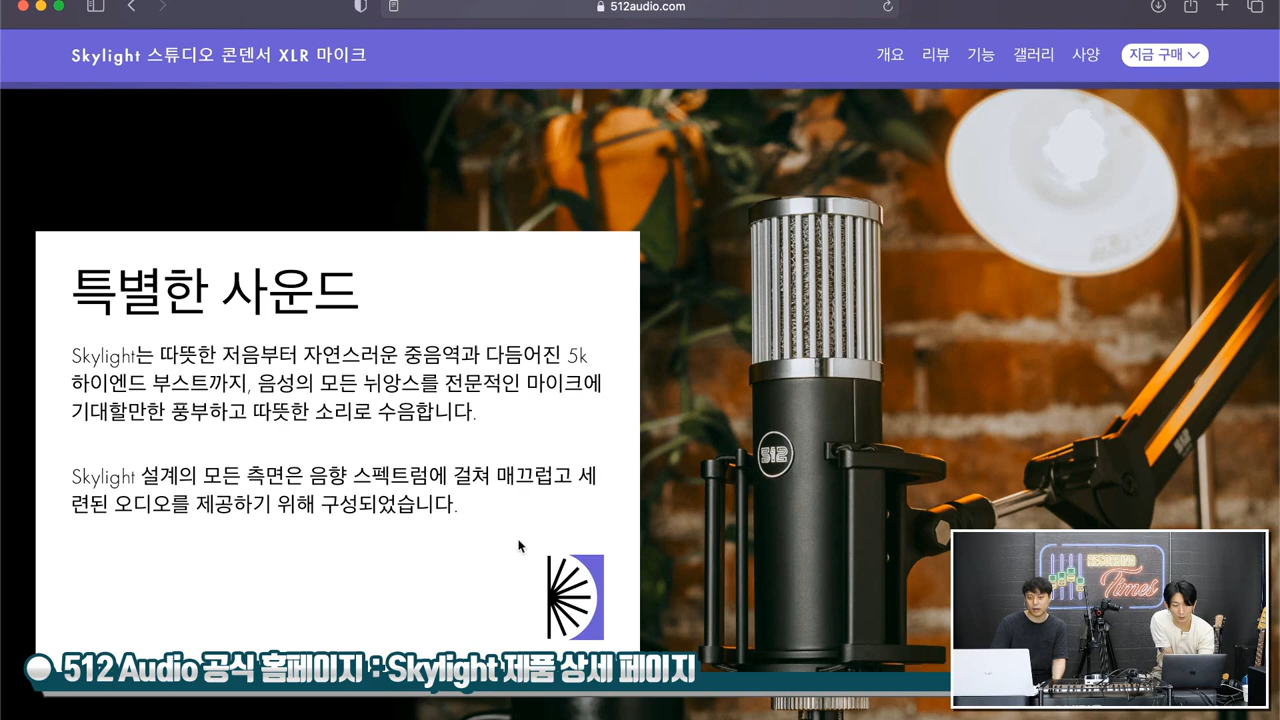 512audio.com
Skylight 스튜디오 콘덴서 XLR 마이크
개요 리뷰 기능 갤러리 사양 지금 구매
특별한 사운드
Skylight는 따뜻한 저음부터 자연스러운 중음역과 다듬어진 5k
하이엔드 부스트까지, 음성의 모든 뉘앙스를 전문적인 마이크에
기대할만한 풍부하고 따뜻한 소리로 수음합니다.
Skylight 설계의 모든 측면은 음향 스펙트럼에 걸쳐 매끄럽고 세
련된 오디오를 제공하기 위해 구성되었습니다.
512
Times
512 Audio 공식 홈페이지 : Skylight 제품 상세 페이지